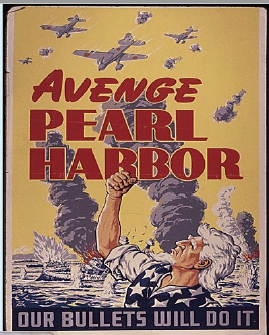 AVENGE
PEARL
HARBOR
OUR BULLETS WILL DO IT